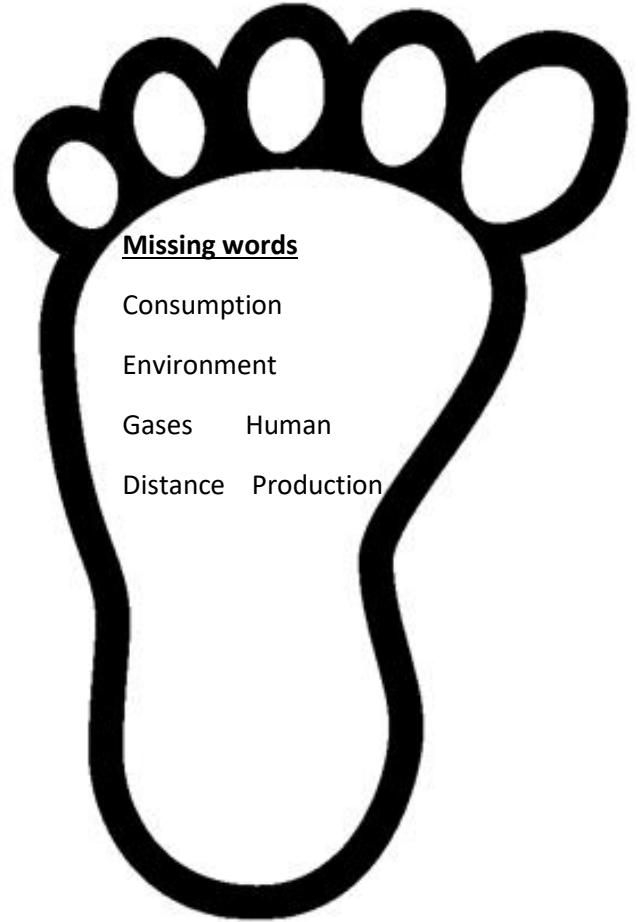 Missing words
Consumption
Environment
Gases Human
Distance Production